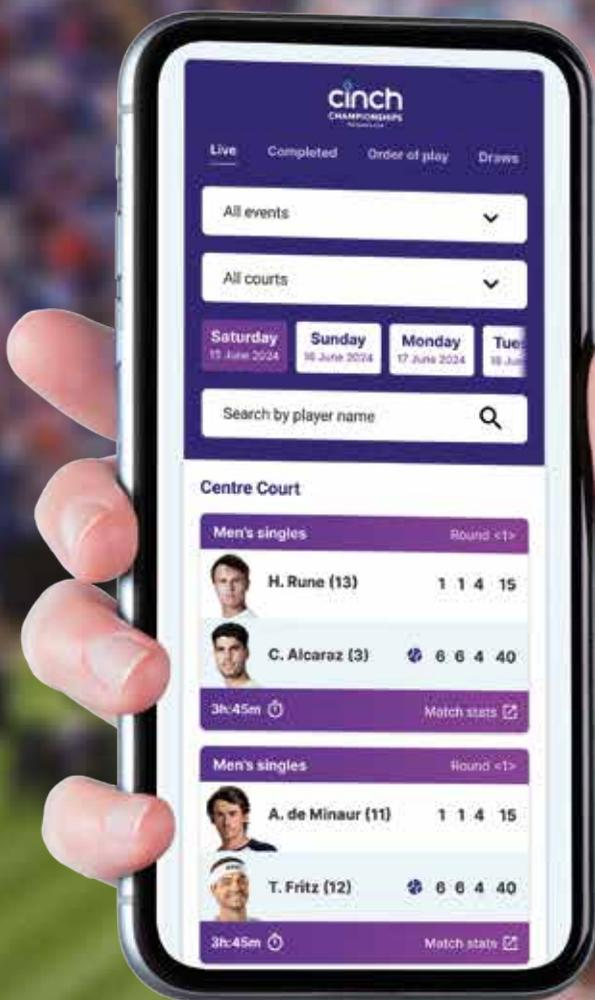 cinch
CHAMPIONSHIPS
Live Completed Order of play Draws
All events
All courts
Saturday Sunday Monday Tues
15 June 2024 16 June 2024 17 June 2024 18 Jun
Search by player name
Centre Court
Men's singles Round <1>
H. Rune (13) 1 1 4 15
C. Alcaraz (3) 6 6 4 40
3h:45m Match stats
Men's singles Round <1>
A. de Minaur (11) 1 1 4 15
T. Fritz (12) 6 6 4 40
3h:45m Match stats